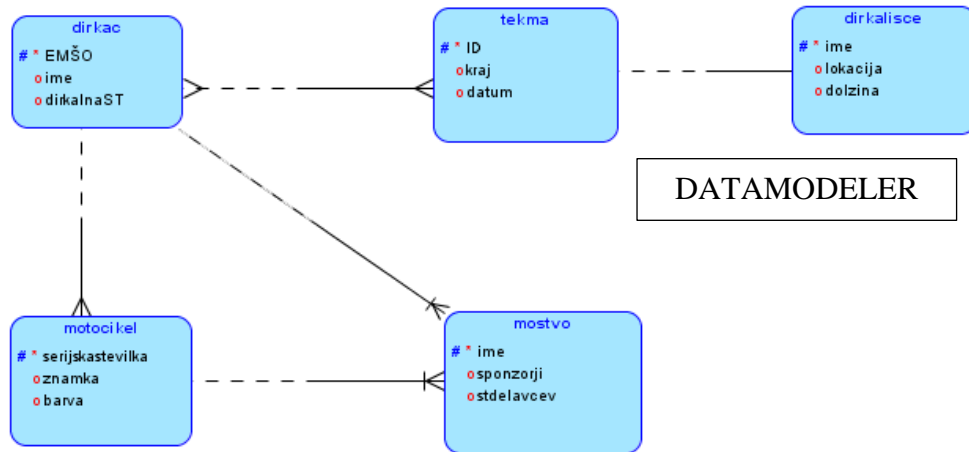 dirkac
# * EMŠO
o ime
o dirkalnaST
tekma
# * ID
o kraj
o datum
dirkalisce
# * ime
o lokacija
o dolzina
DATAMODELER
motocikel
# * serijskastevilka
o znamka
o barva
mostvo
# * ime
o sponzorji
o stdelavcev